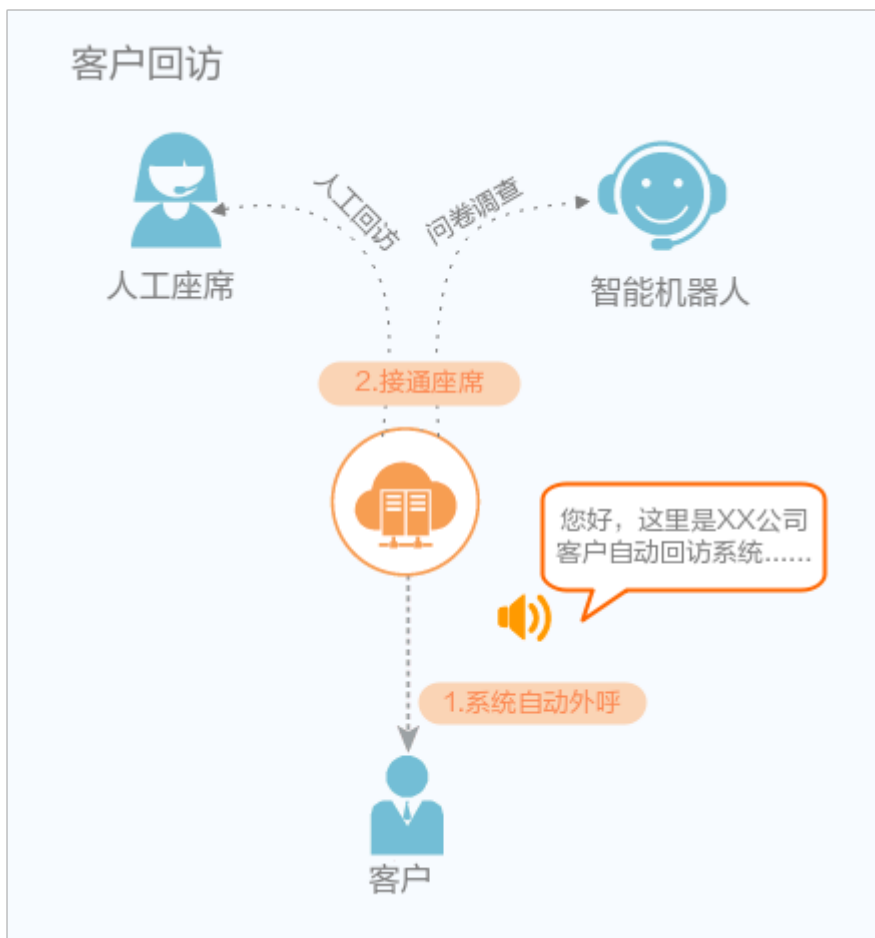 客户回访
人工回访
问卷调查
人工座席
智能机器人
2.接通座席
您好，这里是XX公司
客户自动回访系统......
1.系统自动外呼
客户